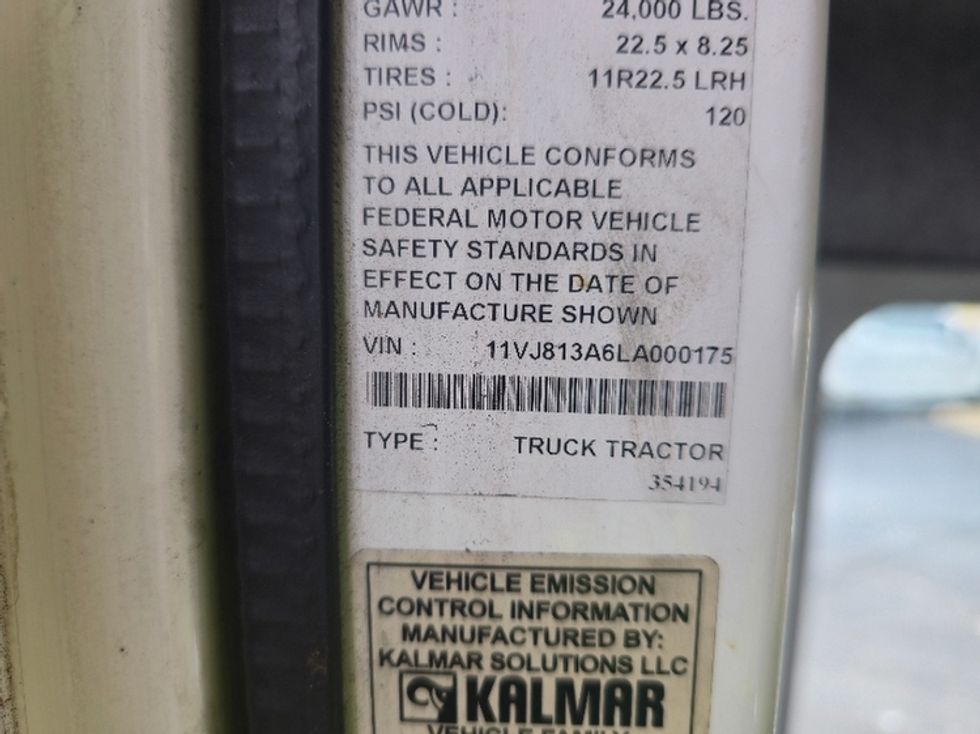 GAWR : 24,000 LBS.
RIMS : 22.5 x 8.25
TIRES : 11R22.5 LRH
PSI (COLD): 120
THIS VEHICLE CONFORMS
TO ALL APPLICABLE
FEDERAL MOTOR VEHICLE
SAFETY STANDARDS IN
EFFECT ON THE DATE OF
MANUFACTURE SHOWN
VIN : 11VJ813A6LA000175
TYPE : TRUCK TRACTOR
354194
VEHICLE EMISSION
CONTROL INFORMATION
MANUFACTURED BY:
KALMAR SOLUTIONS LLC
KALMAR
VEHICLE FAMILY